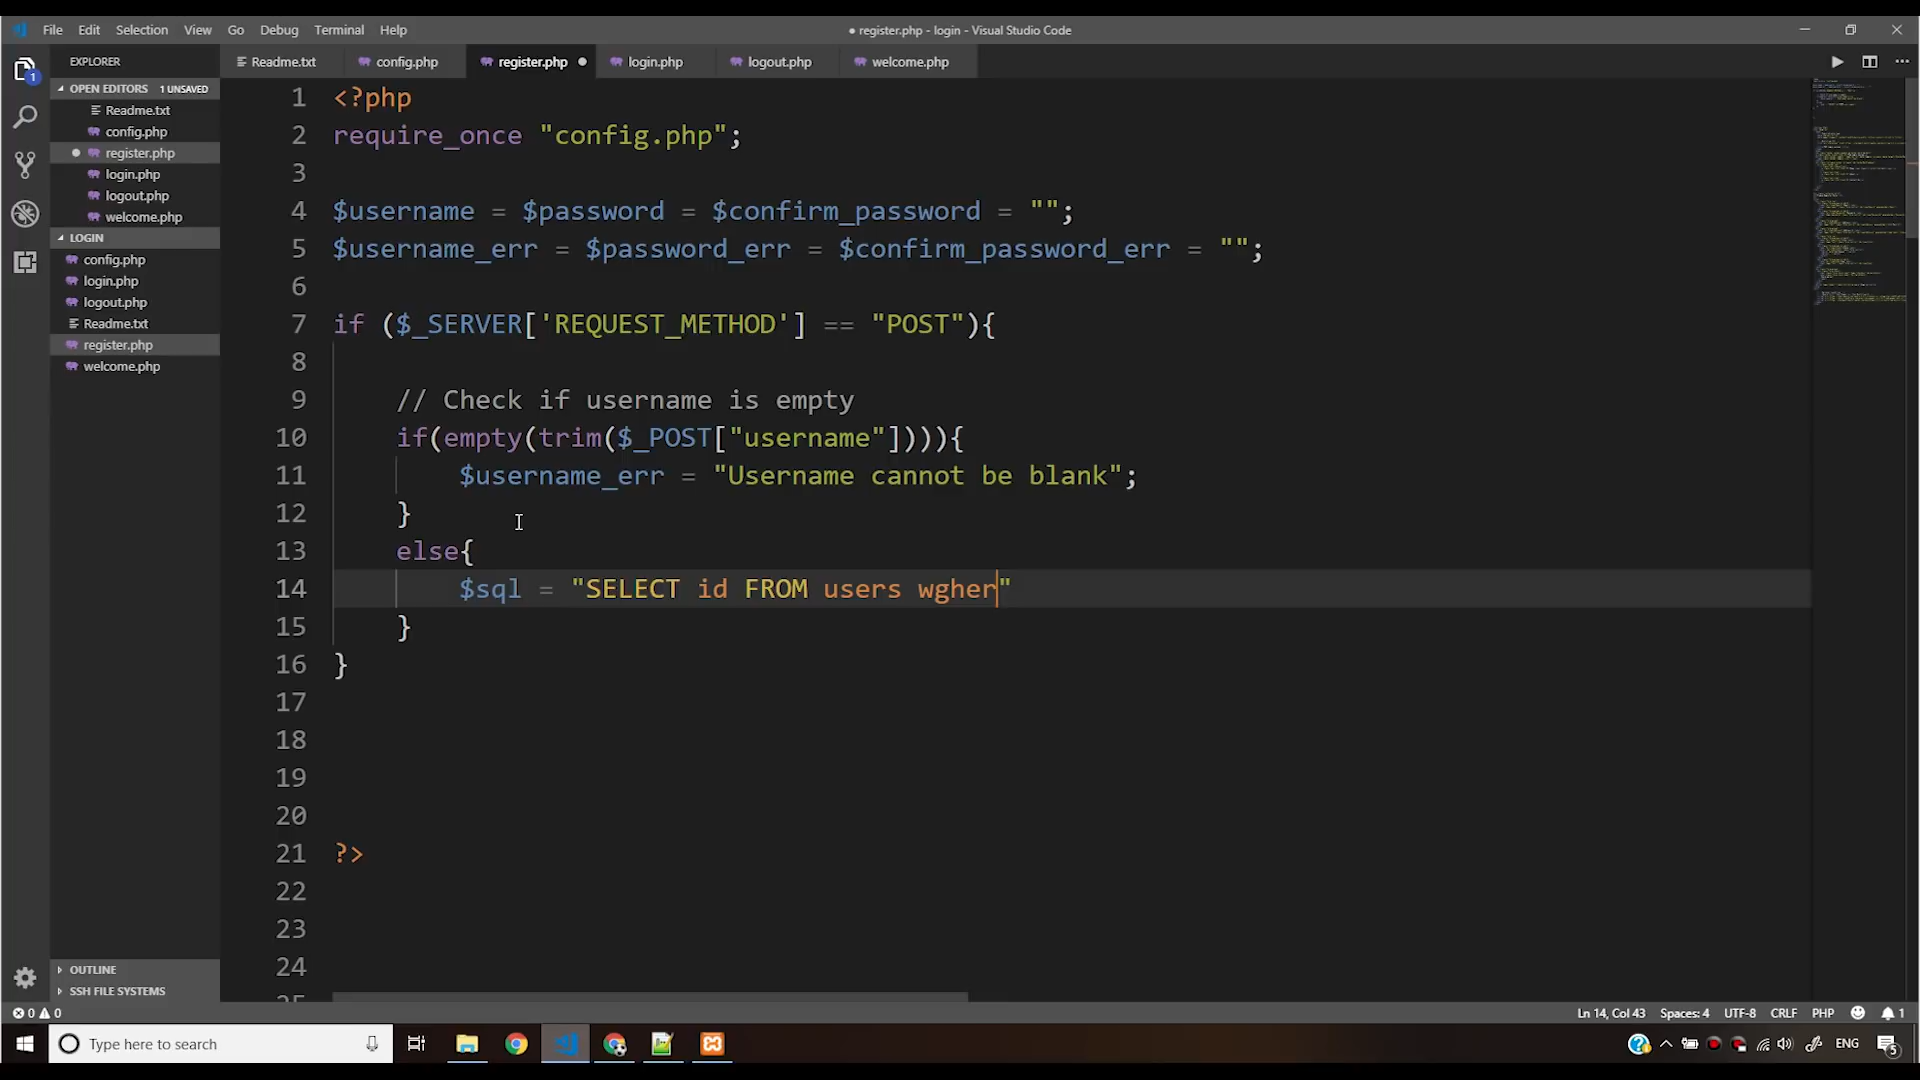 File Edit Selection View Go Debug Terminal Help
● register.php - login - Visual Studio Code
EXPLORER
Readme.txt config.php register.php ● login.php logout.php welcome.php
OPEN EDITORS 1 UNSAVED
Readme.txt
config.php
register.php
login.php
logout.php
welcome.php
LOGIN
config.php
login.php
logout.php
Readme.txt
register.php
welcome.php
OUTLINE
SSH FILE SYSTEMS
1
1 <?php
2 require_once "config.php";
3
4 $username = $password = $confirm_password = "";
5 $username_err = $password_err = $confirm_password_err = "";
6
7 if ($_SERVER['REQUEST_METHOD'] == "POST"){
8
9 // Check if username is empty
10 if(empty(trim($_POST["username"]))){
11 $username_err = "Username cannot be blank";
12 }
13 else{
14 $sql = "SELECT id FROM users wgher"
15 }
16 }
17
18
19
20
21 ?>
22
23
24
25
0 0
Ln 14, Col 43 Spaces: 4 UTF-8 CRLF PHP 1
Type here to search
ENG 5